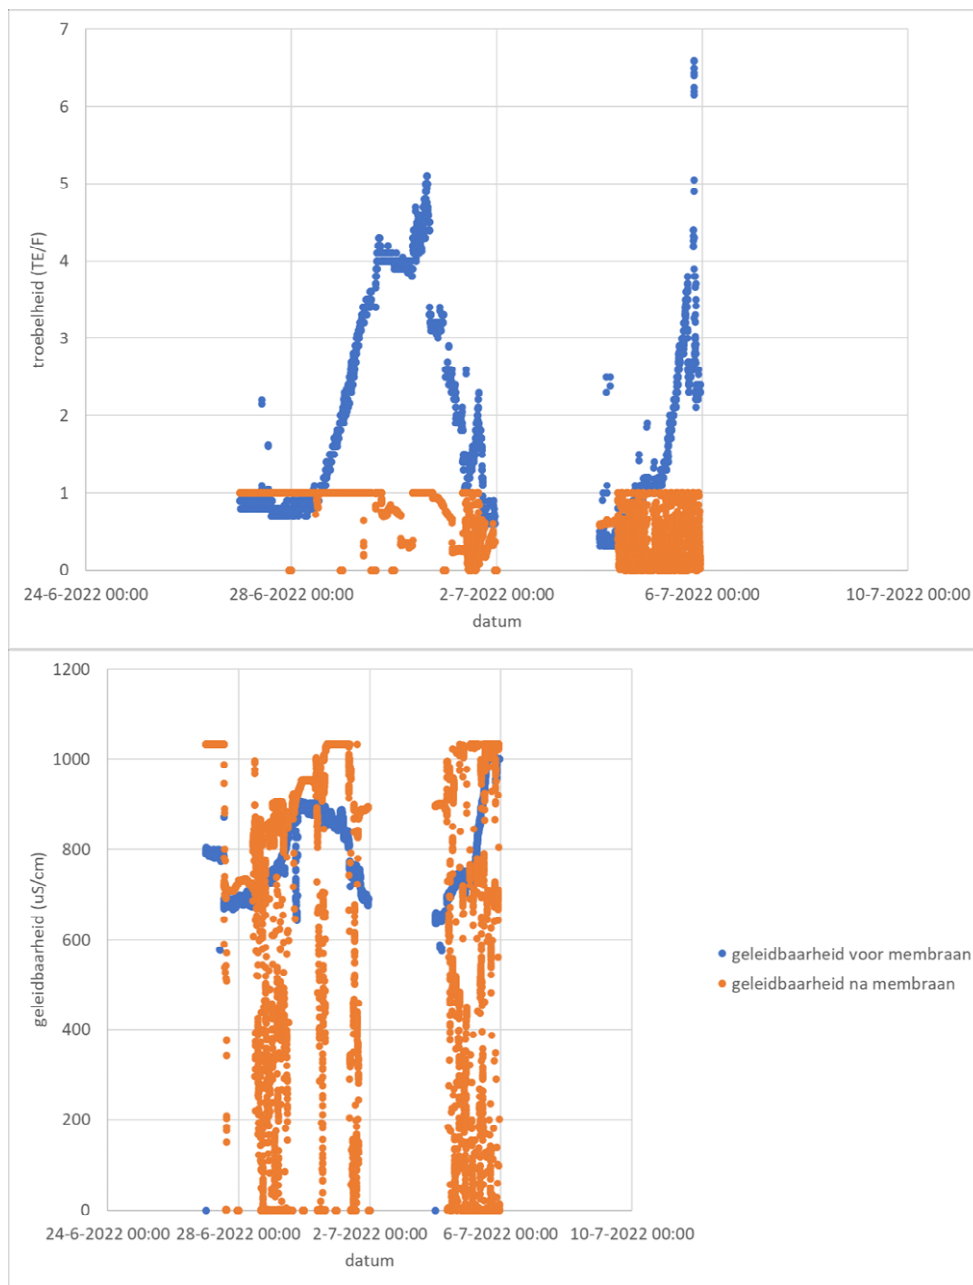 7
6
5
4
3
2
1
0
troebelheid (TE/F)
24-6-2022 00:00 28-6-2022 00:00 2-7-2022 00:00 6-7-2022 00:00 10-7-2022 00:00
datum
1200
1000
800
600
400
200
0
geleidbaarheid (uS/cm)
24-6-2022 00:00 28-6-2022 00:00 2-7-2022 00:00 6-7-2022 00:00 10-7-2022 00:00
datum
geleidbaarheid voor membraan
geleidbaarheid na membraan